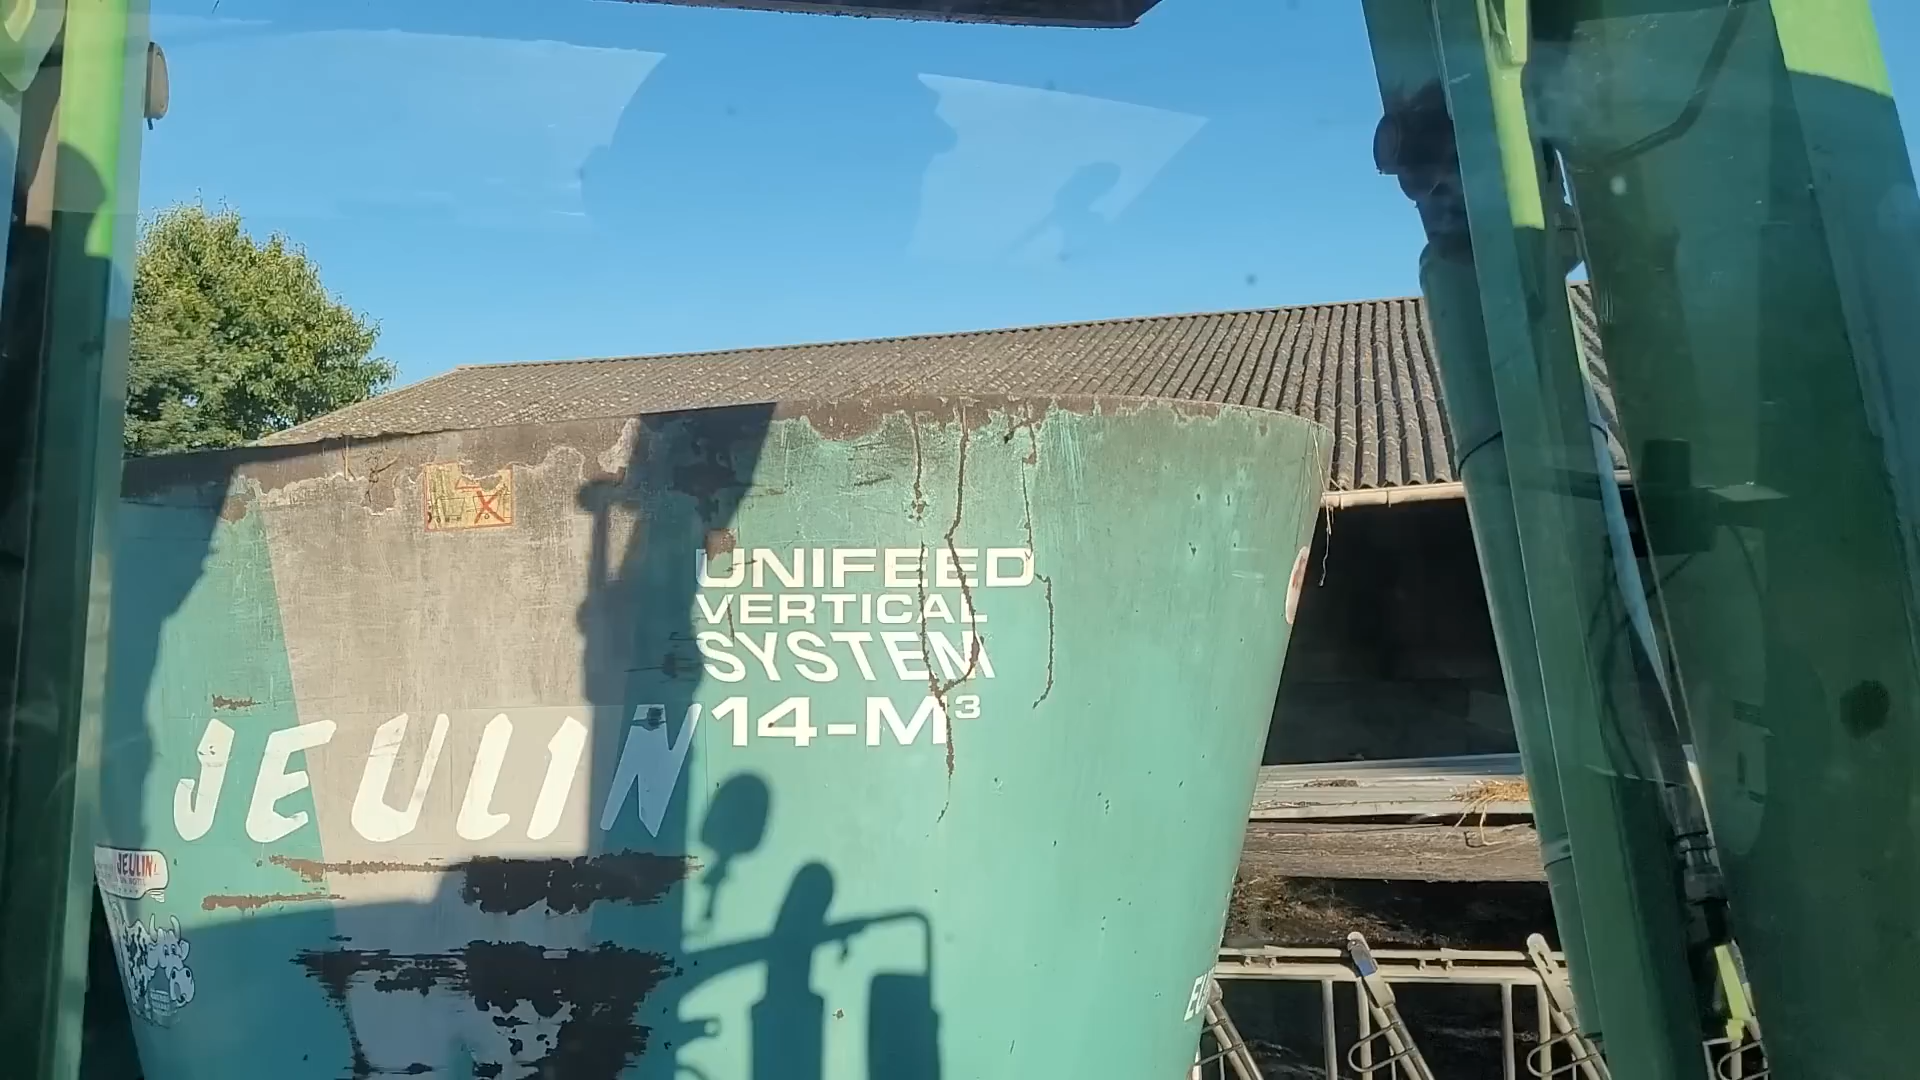 UNIFEED
VERTICAL
SYSTEM
14-M³
JEULIN
JEULIN